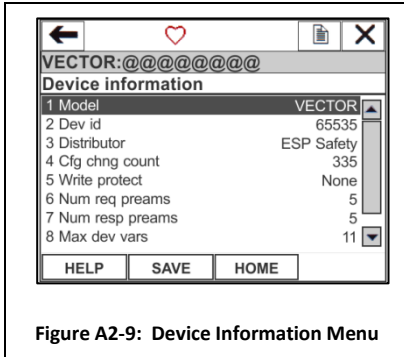 VECTOR:@@@@@@@@
Device information
1 Model VECTOR
2 Dev id 65535
3 Distributor ESP Safety
4 Cfg chng count 335
5 Write protect None
6 Num req preams 5
7 Num resp preams 5
8 Max dev vars 11
HELP SAVE HOME
Figure A2-9: Device Information Menu